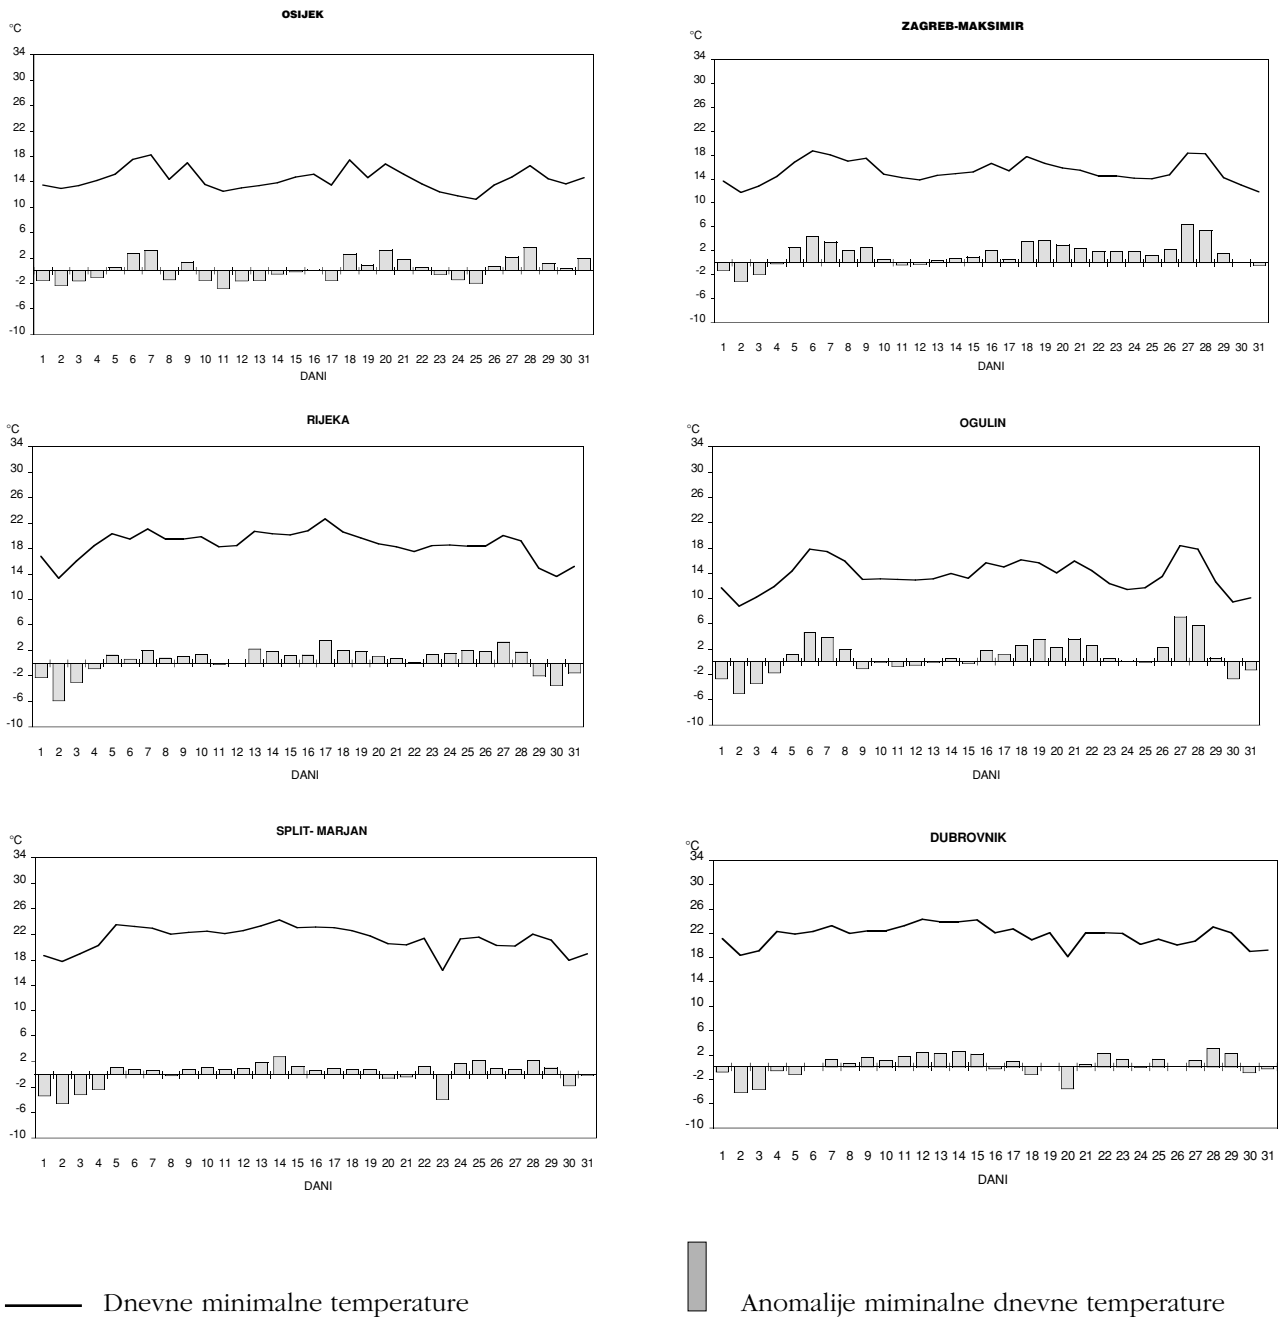 OSIJEK
°C
34
30
26
22
18
14
10
6
2
-2
-6
-10
1 2 3 4 5 6 7 8 9 10 11 12 13 14 15 16 17 18 19 20 21 22 23 24 25 26 27 28 29 30 31
DANI
ZAGREB-MAKSIMIR
°C
34
30
26
22
18
14
10
6
2
-2
-6
-10
1 2 3 4 5 6 7 8 9 10 11 12 13 14 15 16 17 18 19 20 21 22 23 24 25 26 27 28 29 30 31
DANI
RIJEKA
°C
34
30
26
22
18
14
10
6
2
-2
-6
-10
1 2 3 4 5 6 7 8 9 10 11 12 13 14 15 16 17 18 19 20 21 22 23 24 25 26 27 28 29 30 31
DANI
OGULIN
°C
34
30
26
22
18
14
10
6
2
-2
-6
-10
1 2 3 4 5 6 7 8 9 10 11 12 13 14 15 16 17 18 19 20 21 22 23 24 25 26 27 28 29 30 31
DANI
SPLIT- MARJAN
°C
34
30
26
22
18
14
10
6
2
-2
-6
-10
1 2 3 4 5 6 7 8 9 10 11 12 13 14 15 16 17 18 19 20 21 22 23 24 25 26 27 28 29 30 31
DANI
DUBROVNIK
°C
34
30
26
22
18
14
10
6
2
-2
-6
-10
1 2 3 4 5 6 7 8 9 10 11 12 13 14 15 16 17 18 19 20 21 22 23 24 25 26 27 28 29 30 31
DANI
Dnevne minimalne temperature
Anomalije miminalne dnevne temperature